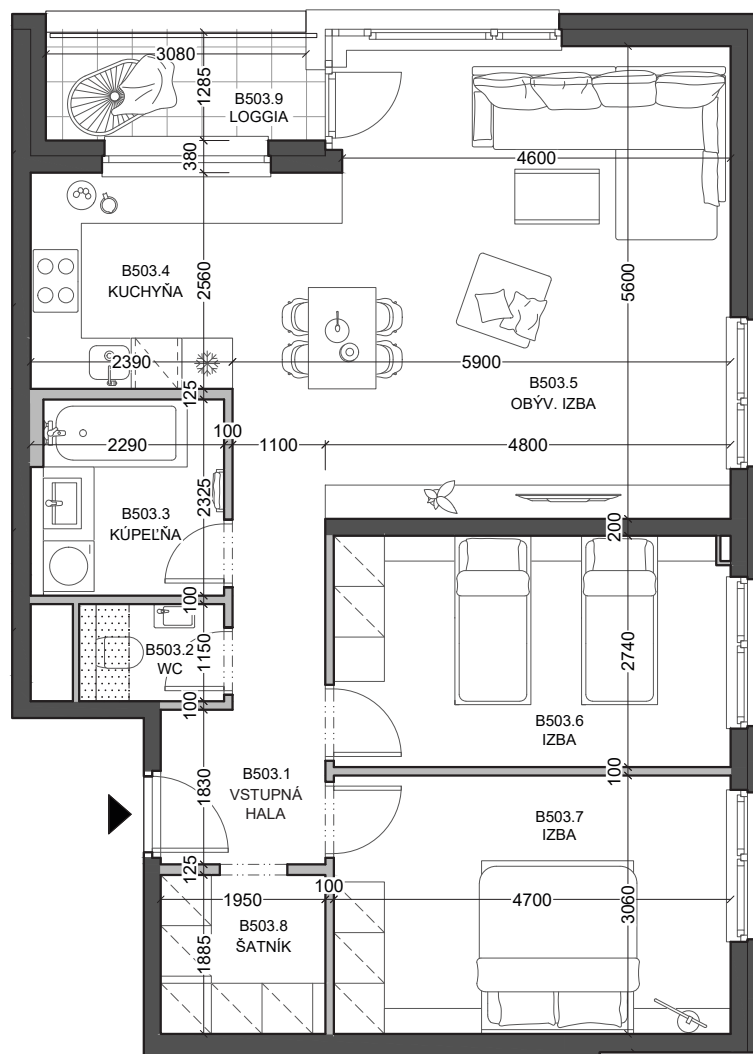 3080
1285
B503.9
LOGGIA
380
4600
B503.4
KUCHYŇA
2560
5600
2390
5900
B503.5
OBÝV. IZBA
125
2290
100
1100
4800
B503.3
KÚPEĽŇA
2325
200
100
B503.2
WC
1150
2740
100
B503.6
IZBA
B503.1
VSTUPNÁ
HALA
1830
100
B503.7
IZBA
125
1950
100
4700
B503.8
ŠATNÍK
1885
3060